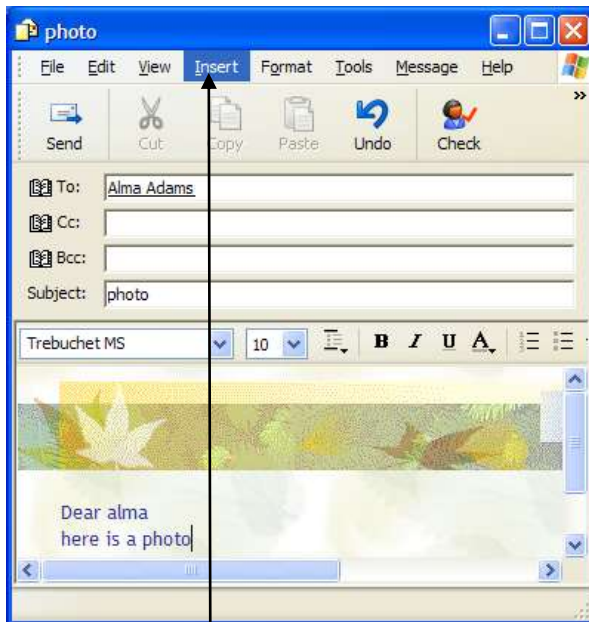 photo
File Edit View Insert Format Tools Message Help
»
Send Cut Copy Paste Undo Check
To: Alma Adams
Cc:
Bcc:
Subject: photo
Trebuchet MS 10 B I U A
Dear alma
here is a photo